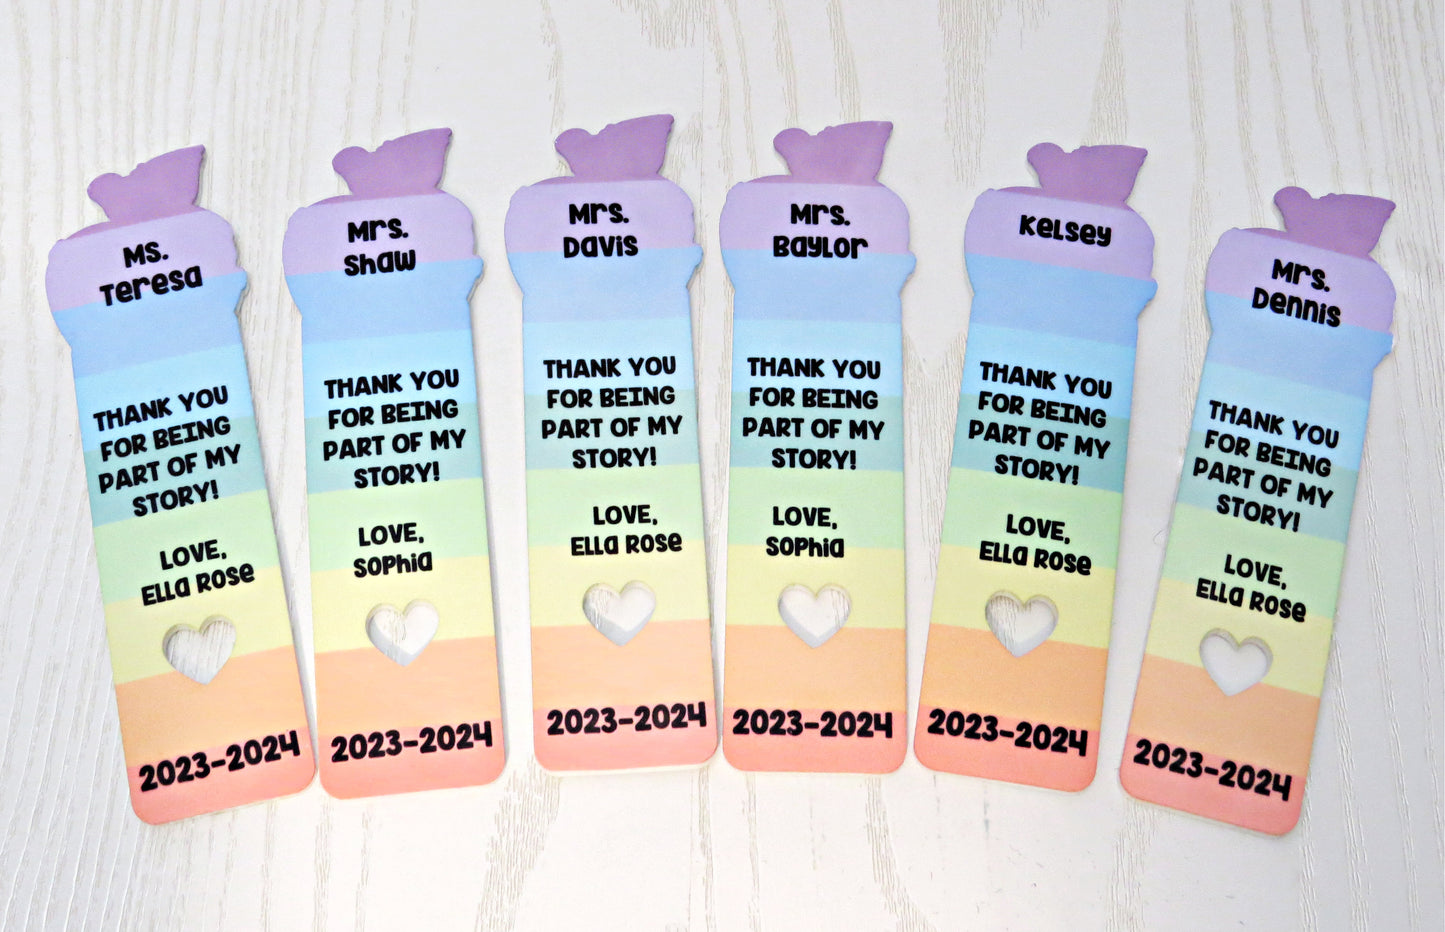 Ms.
Teresa
THANK YOU
FOR BEING
PART OF MY
STORY!
LOVE,
Ella Rose
2023-2024
Mrs.
Shaw
THANK YOU
FOR BEING
PART OF MY
STORY!
LOVE,
Sophia
2023-2024
Mrs.
Davis
THANK YOU
FOR BEING
PART OF MY
STORY!
LOVE,
Ella Rose
2023-2024
Mrs.
Baylor
THANK YOU
FOR BEING
PART OF MY
STORY!
LOVE,
Sophia
2023-2024
Kelsey
THANK YOU
FOR BEING
PART OF MY
STORY!
LOVE,
Ella Rose
2023-2024
Mrs.
Dennis
THANK YOU
FOR BEING
PART OF MY
STORY!
LOVE,
Ella Rose
2023-2024